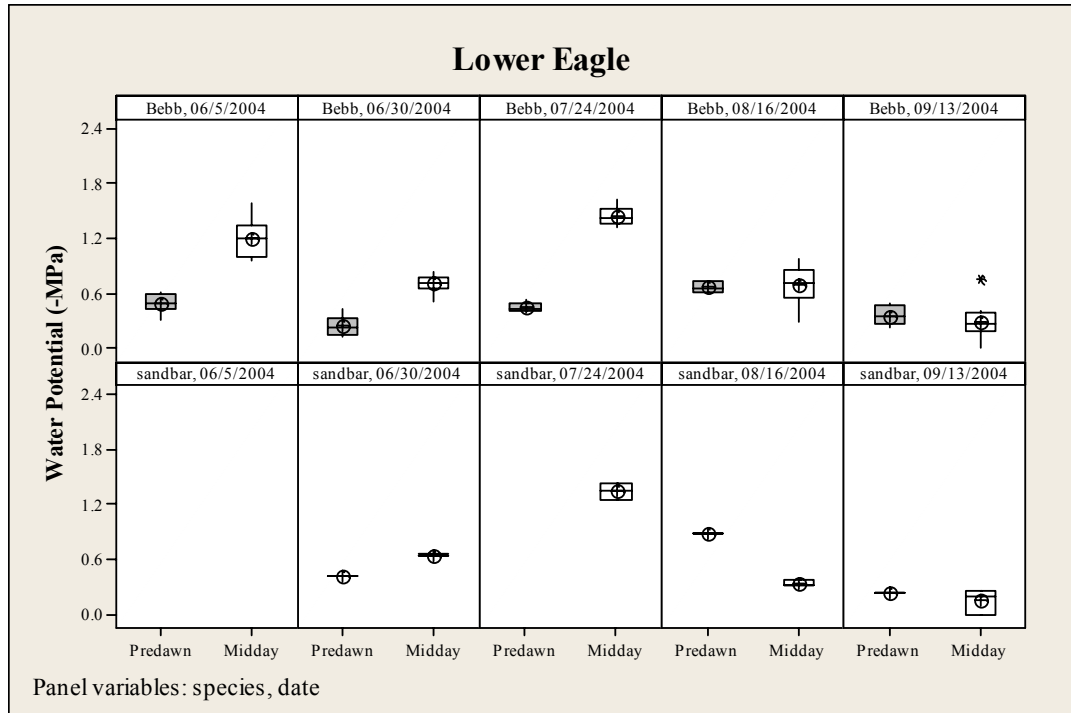 Lower Eagle
Bebb, 06/5/2004 Bebb, 06/30/2004 Bebb, 07/24/2004 Bebb, 08/16/2004 Bebb, 09/13/2004
2.4
1.8
1.2
0.6
0.0
Water Potential (-MPa)
sandbar, 06/5/2004 sandbar, 06/30/2004 sandbar, 07/24/2004 sandbar, 08/16/2004 sandbar, 09/13/2004
2.4
1.8
1.2
0.6
0.0
Predawn Midday Predawn Midday Predawn Midday Predawn Midday Predawn Midday
Panel variables: species, date